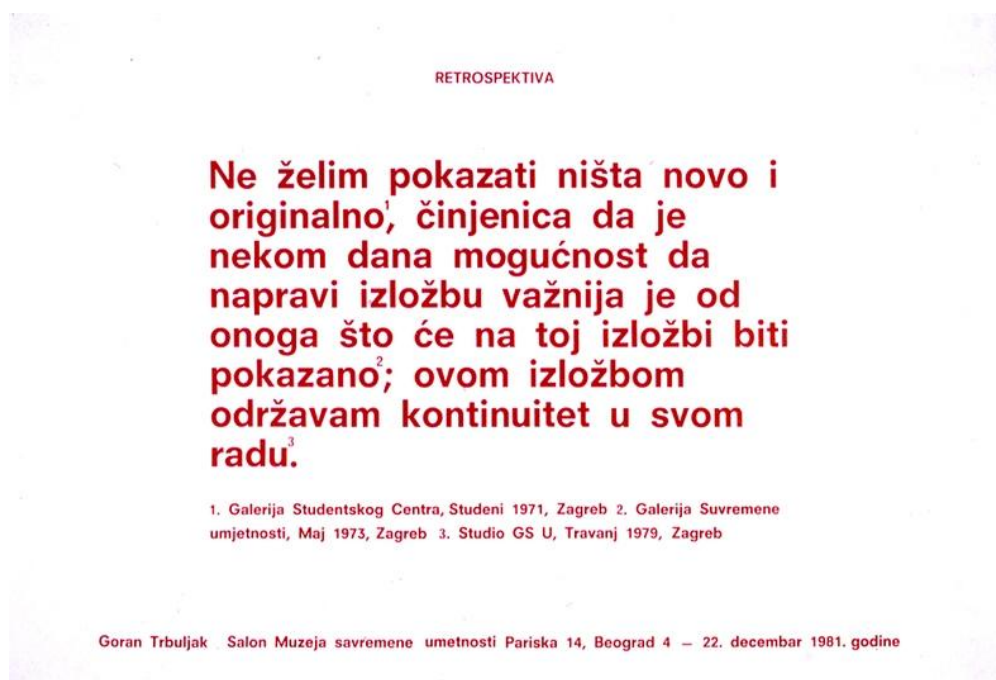 RETROSPEKTIVA
Ne želim pokazati ništa novo i
originalno¹, činjenica da je
nekom dana mogućnost da
napravi izložbu važnija je od
onoga što će na toj izložbi biti
pokazano²; ovom izložbom
održavam kontinuitet u svom
radu³.
1. Galerija Studentskog Centra, Studeni 1971, Zagreb 2. Galerija Suvremene
umjetnosti, Maj 1973, Zagreb 3. Studio GS U, Travanj 1979, Zagreb
Goran Trbuljak Salon Muzeja savremene umetnosti Pariska 14, Beograd 4 — 22. decembar 1981. godine